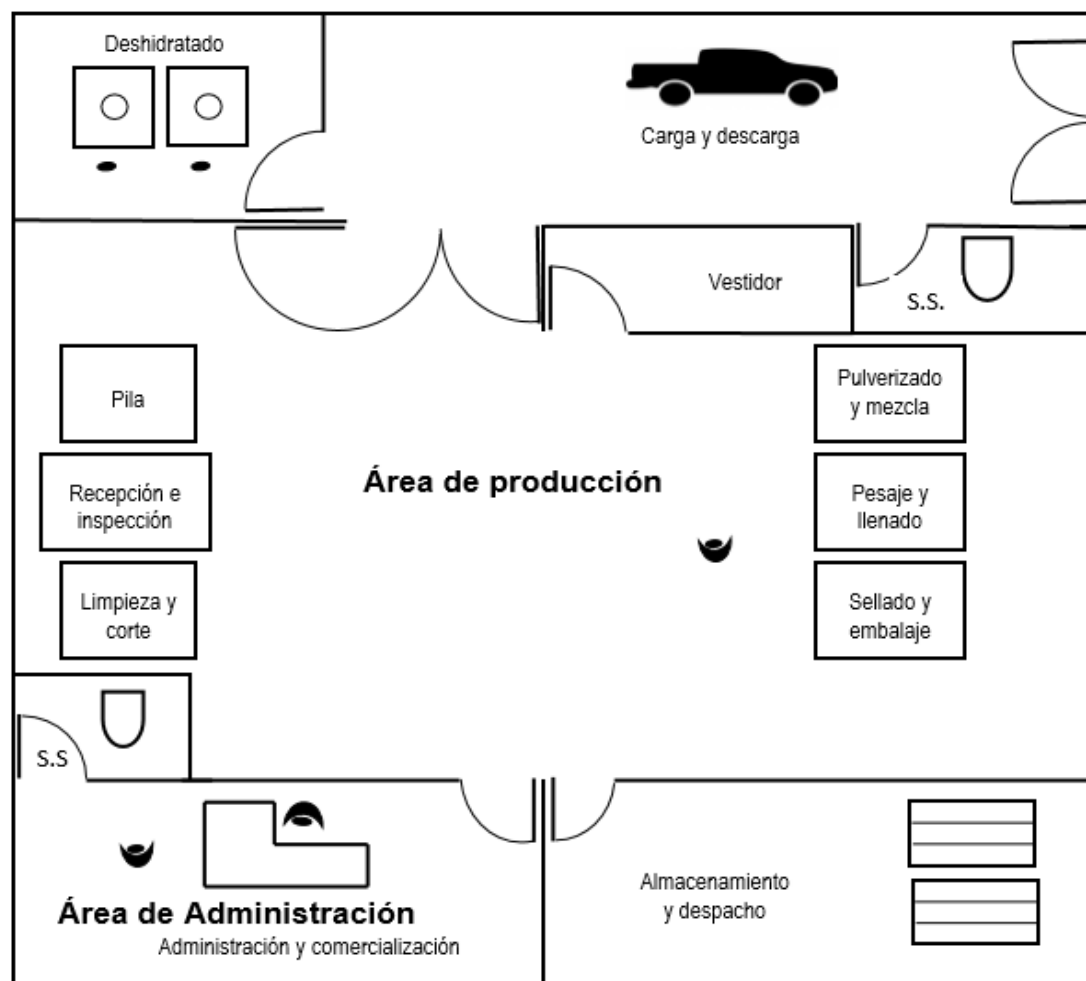 Deshidratado
Carga y descarga
Vestidor
S.S.
Pila
Pulverizado
y mezcla
Área de producción
Recepción e
inspección
Pesaje y
llenado
Limpieza y
corte
Sellado y
embalaje
S.S
Área de Administración
Administración y comercialización
Almacenamiento
y despacho